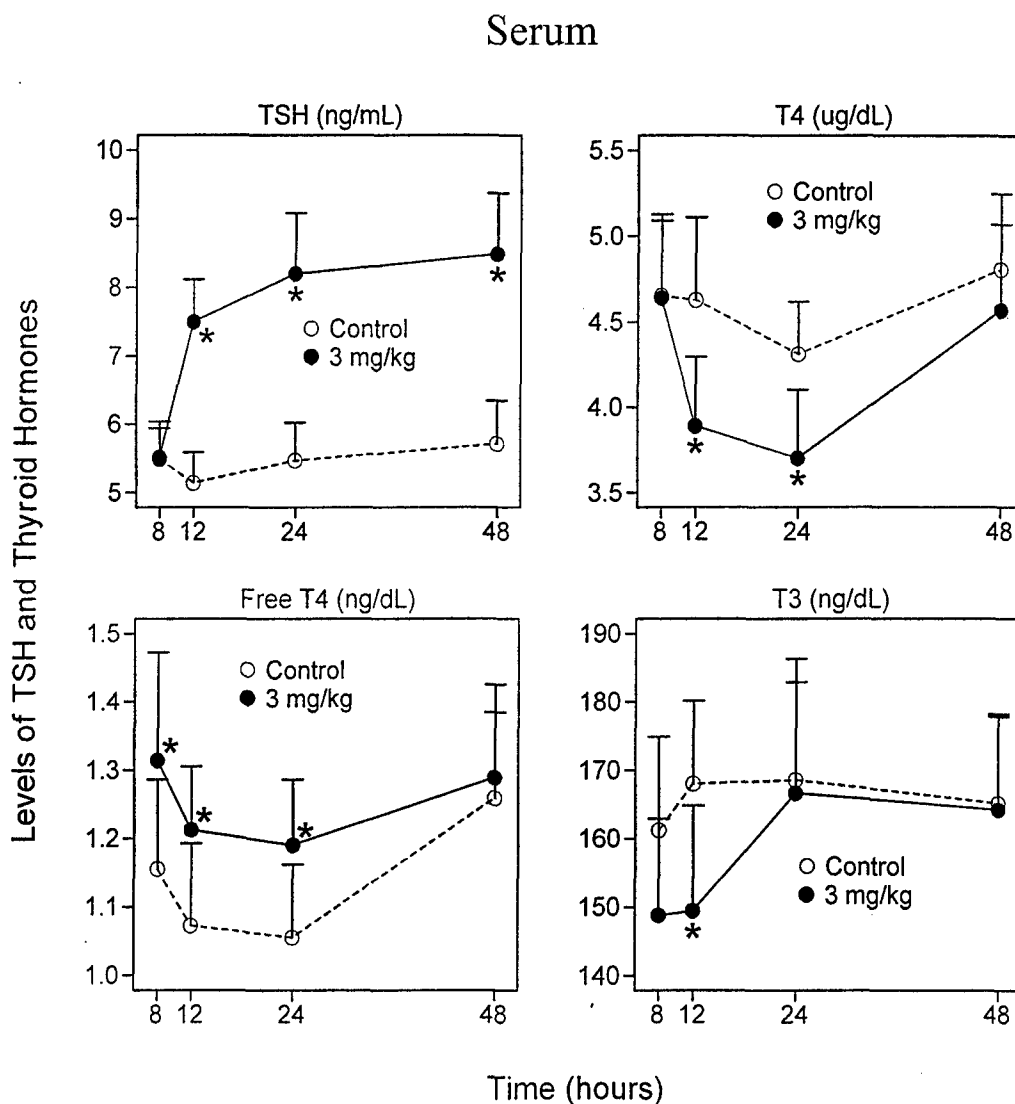 Serum
Levels of TSH and Thyroid Hormones
TSH (ng/mL)
10
9
8
7
6
5
Control
3 mg/kg
*
*
*
8 12 24 48
T4 (ug/dL)
5.5
5.0
4.5
4.0
3.5
Control
3 mg/kg
*
*
8 12 24 48
Free T4 (ng/dL)
1.5
1.4
1.3
1.2
1.1
1.0
Control
3 mg/kg
*
*
*
8 12 24 48
T3 (ng/dL)
190
180
170
160
150
140
Control
3 mg/kg
*
8 12 24 48
Time (hours)